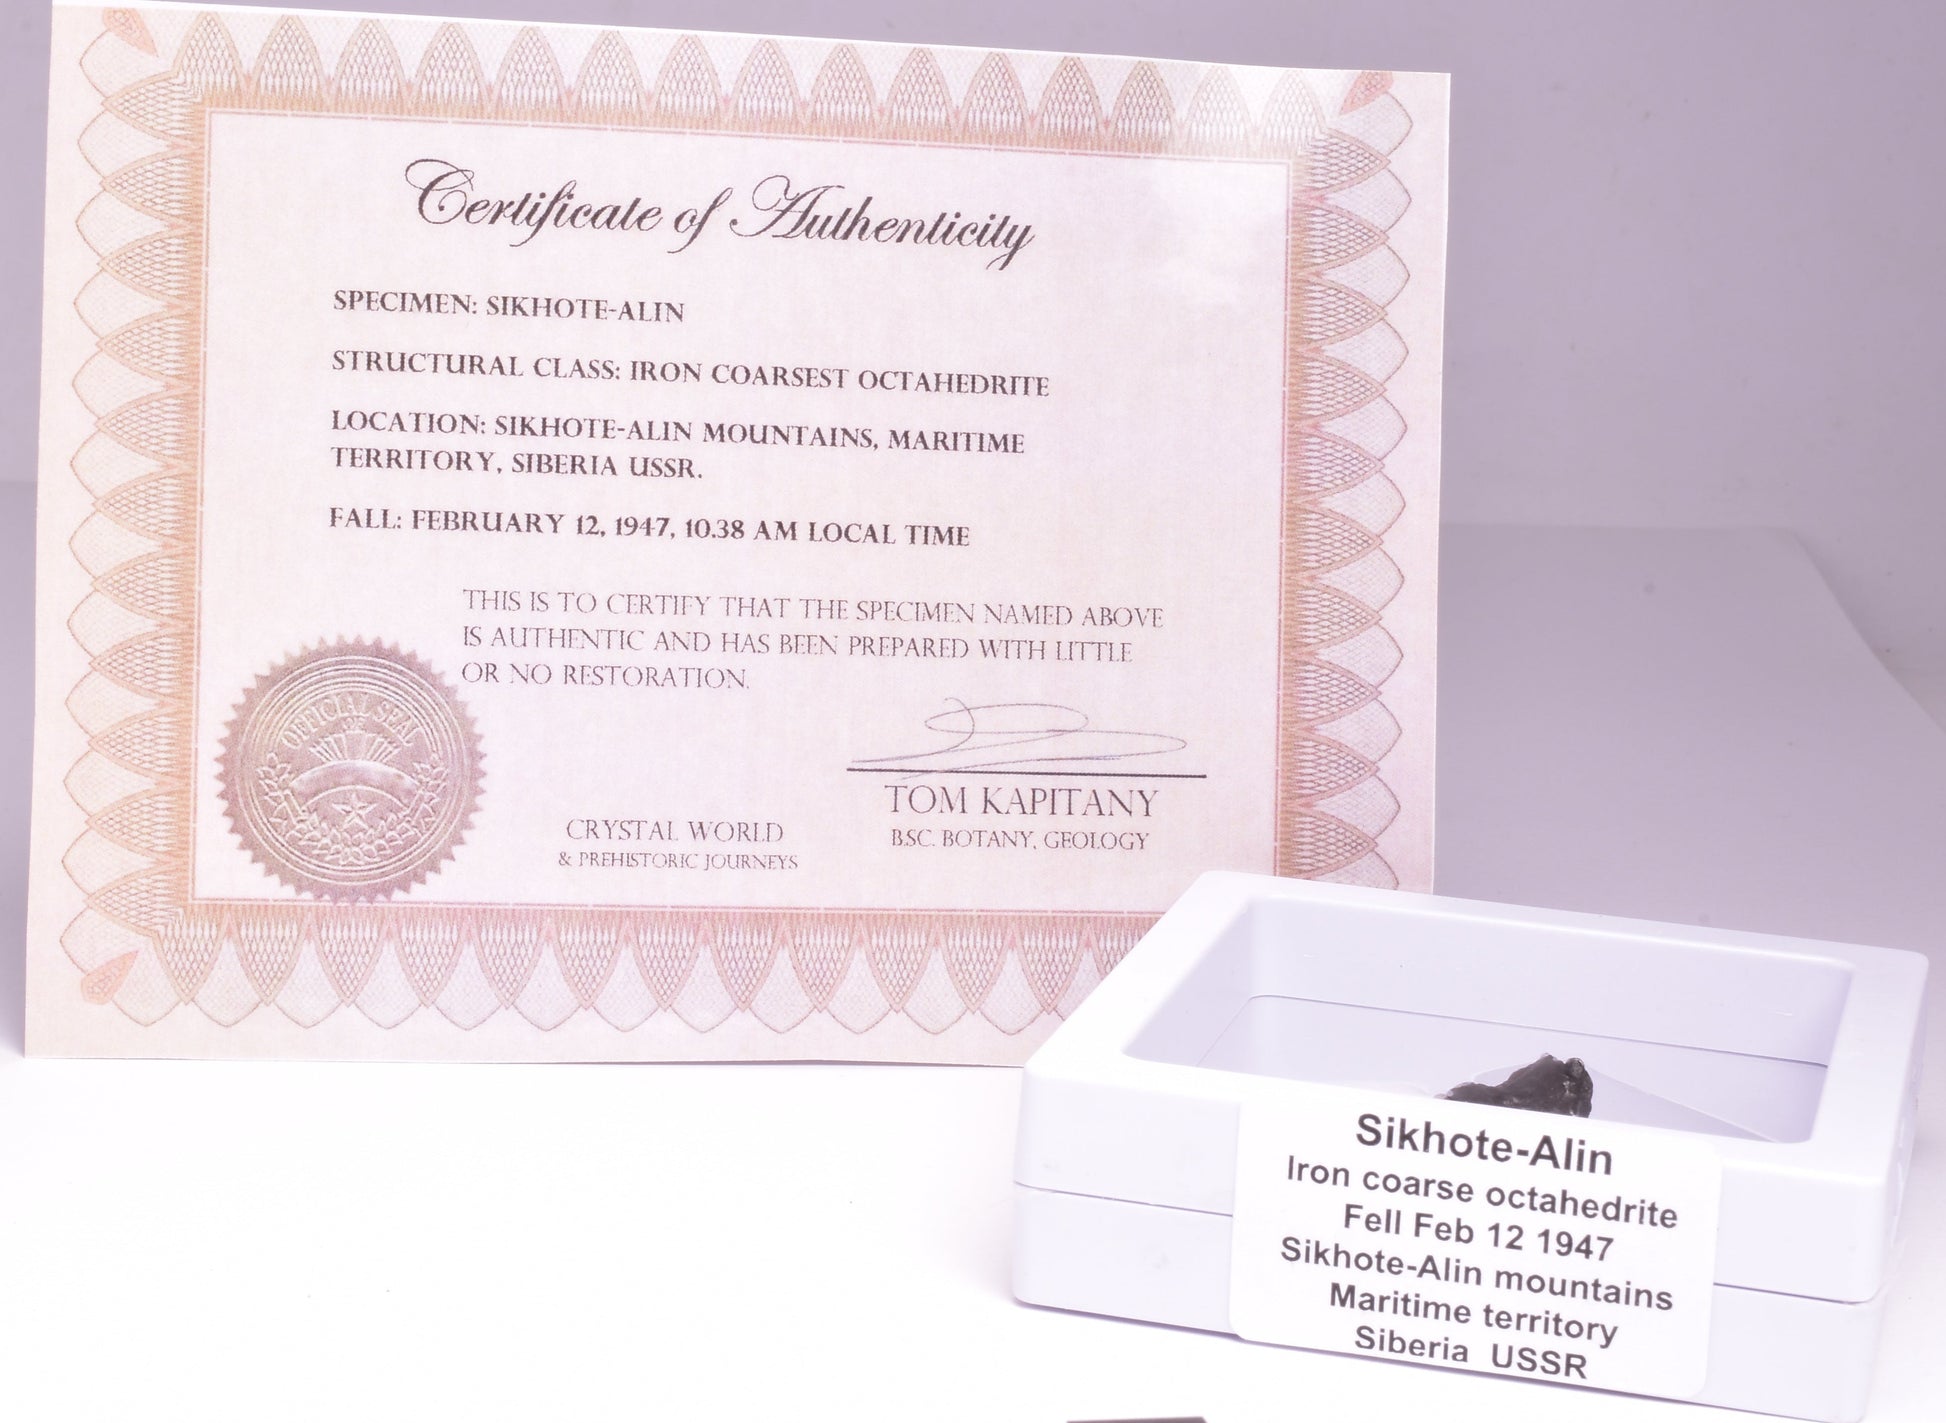 Certificate of Authenticity
SPECIMEN: SIKHOTE-ALIN
STRUCTURAL CLASS: IRON COARSEST OCTAHEDRITE
LOCATION: SIKHOTE-ALIN MOUNTAINS, MARITIME
TERRITORY, SIBERIA USSR.
FALL: FEBRUARY 12, 1947, 10.38 AM LOCAL TIME
THIS IS TO CERTIFY THAT THE SPECIMEN NAMED ABOVE
IS AUTHENTIC AND HAS BEEN PREPARED WITH LITTLE
OR NO RESTORATION.
OFFICIAL SEAL
OF
TOM KAPITANY
B.SC. BOTANY, GEOLOGY
CRYSTAL WORLD
& PREHISTORIC JOURNEYS
Sikhote-Alin
Iron coarse octahedrite
Fell Feb 12 1947
Sikhote-Alin mountains
Maritime territory
Siberia USSR